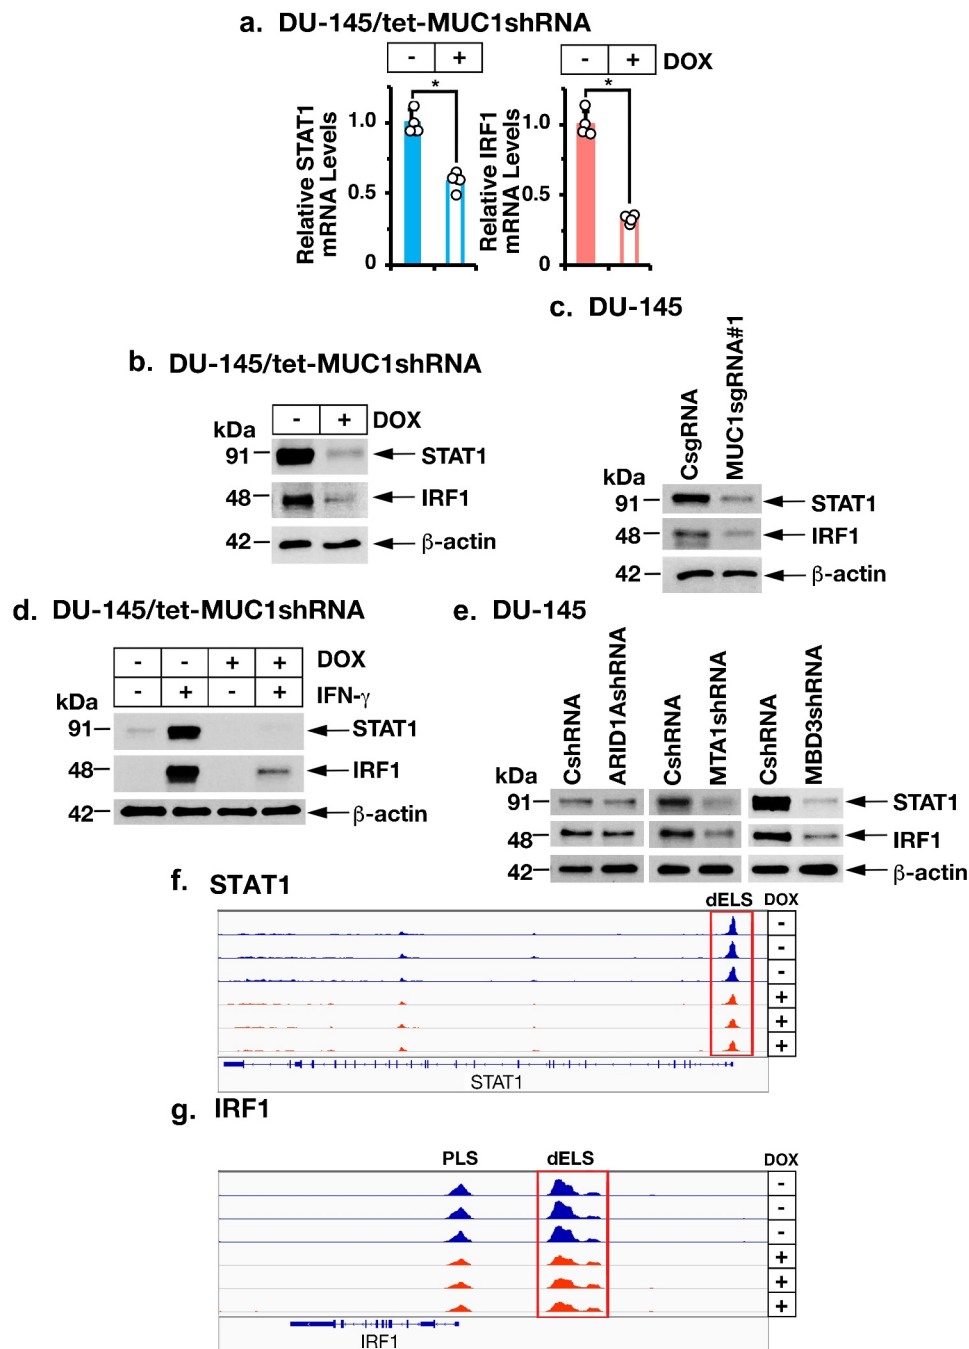 a. DU-145/tet-MUC1shRNA
- + - + DOX
* *
Relative STAT1 mRNA Levels
1.0
0.5
0
Relative IRF1 mRNA Levels
1.0
0.5
0
b. DU-145/tet-MUC1shRNA
- + DOX
kDa
91 STAT1
48 IRF1
42 β-actin
c. DU-145
CsgRNA MUC1sgRNA#1
kDa
91 STAT1
48 IRF1
42 β-actin
d. DU-145/tet-MUC1shRNA
- - + + DOX
- + - + IFN-γ
kDa
91 STAT1
48 IRF1
42 β-actin
e. DU-145
CshRNA ARID1AshRNA CshRNA MTA1shRNA CshRNA MBD3shRNA
kDa
91 STAT1
48 IRF1
42 β-actin
f. STAT1
dELS DOX
-
-
-
+
+
+
STAT1
g. IRF1
PLS dELS DOX
-
-
-
+
+
+
IRF1